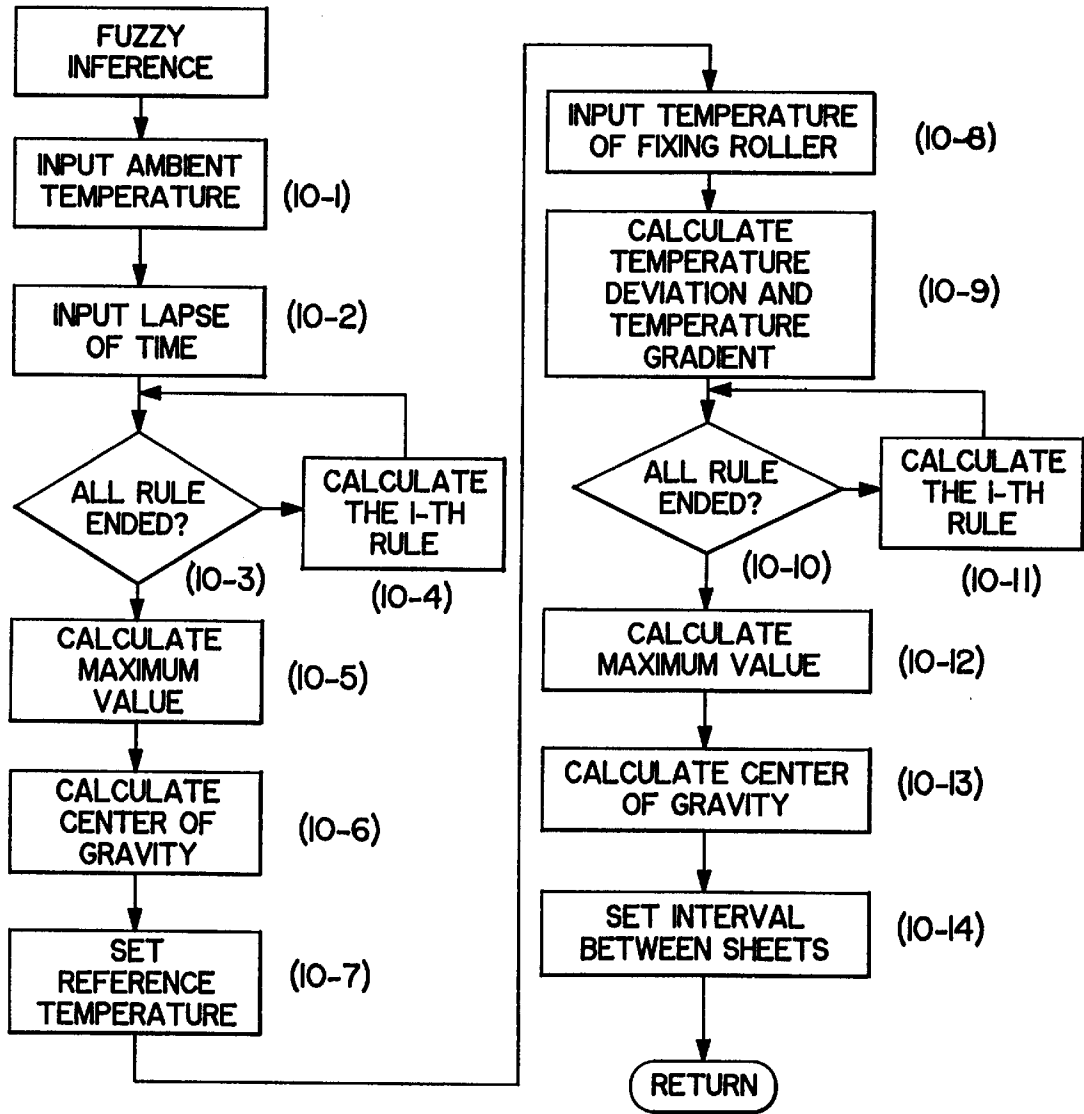 FUZZY
INFERENCE
INPUT AMBIENT
TEMPERATURE
(10-1)
INPUT LAPSE
OF TIME
(10-2)
ALL RULE
ENDED?
(10-3)
CALCULATE
THE I-TH
RULE
(10-4)
CALCULATE
MAXIMUM
VALUE
(10-5)
CALCULATE
CENTER OF
GRAVITY
(10-6)
SET
REFERENCE
TEMPERATURE
(10-7)
INPUT TEMPERATURE
OF FIXING ROLLER
(10-8)
CALCULATE
TEMPERATURE
DEVIATION AND
TEMPERATURE
GRADIENT
(10-9)
ALL RULE
ENDED?
(10-10)
CALCULATE
THE I-TH
RULE
(10-11)
CALCULATE
MAXIMUM VALUE
(10-12)
CALCULATE CENTER
OF GRAVITY
(10-13)
SET INTERVAL
BETWEEN SHEETS
(10-14)
RETURN